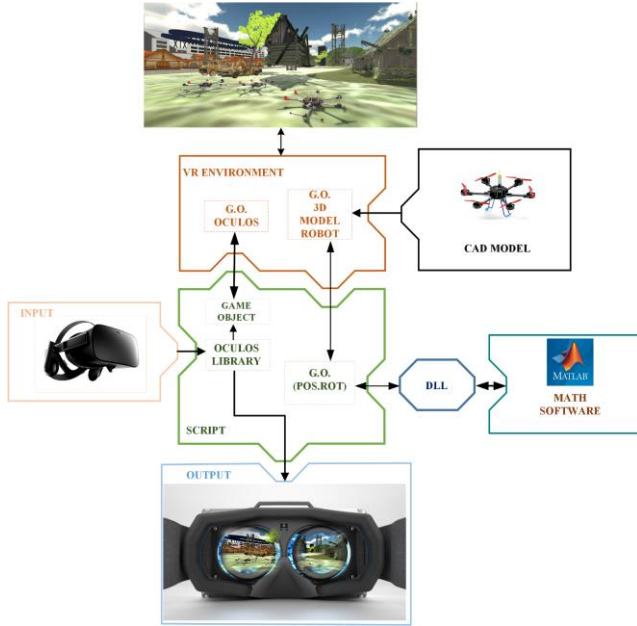 VR ENVIRONMENT
G.O.
OCULOS
G.O.
3D
MODEL
ROBOT
CAD MODEL
INPUT
GAME
OBJECT
OCULOS
LIBRARY
G.O.
(POS.ROT)
DLL
MATLAB
MATH
SOFTWARE
SCRIPT
OUTPUT